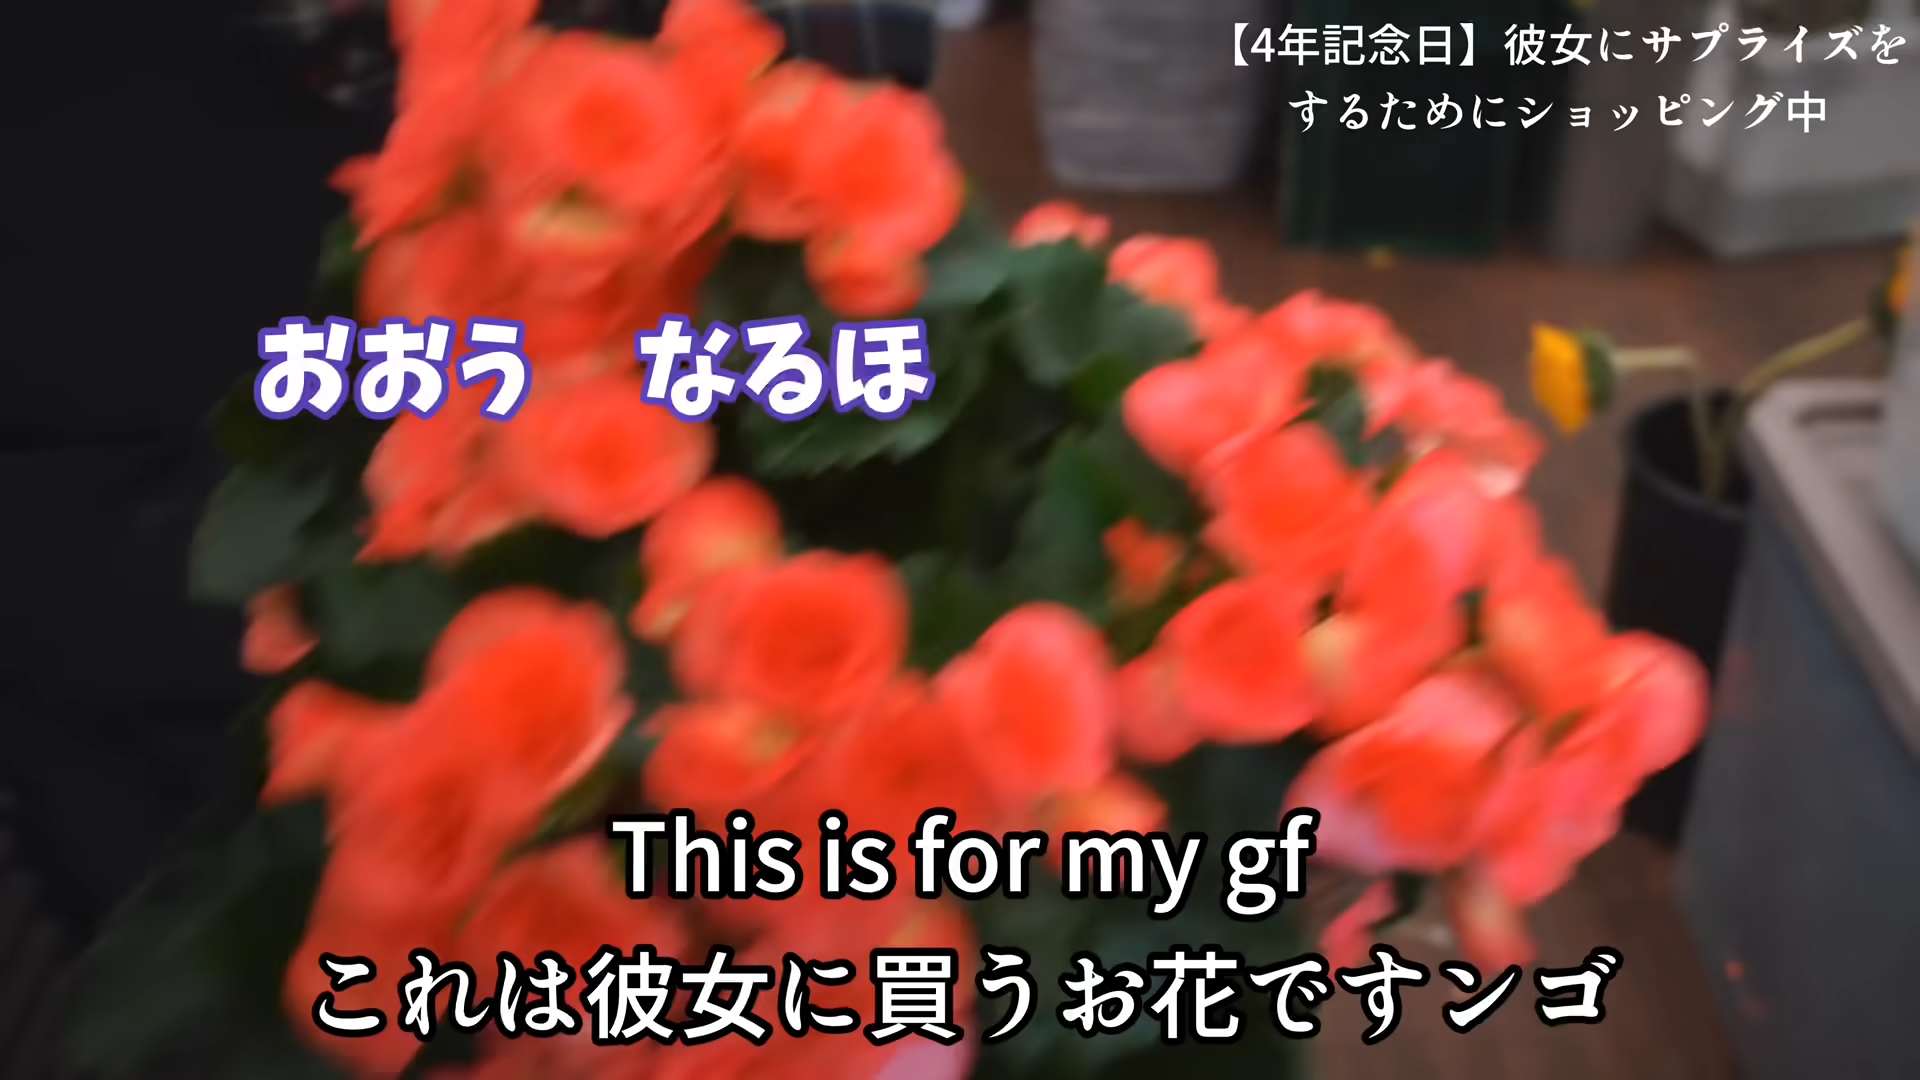 【4年記念日】彼女にサプライズを
するためにショッピング中
おおう　なるほ
This is for my gf
これは彼女に買うお花ですンゴ